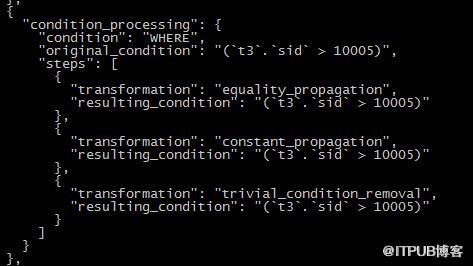 },
{
"condition_processing": {
"condition": "WHERE",
"original_condition": "(`t3`.`sid` > 10005)",
"steps": [
{
"transformation": "equality_propagation",
"resulting_condition": "(`t3`.`sid` > 10005)"
},
{
"transformation": "constant_propagation",
"resulting_condition": "(`t3`.`sid` > 10005)"
},
{
"transformation": "trivial_condition_removal",
"resulting_condition": "(`t3`.`sid` > 10005)"
}
]
}
},
@ITPUB博客